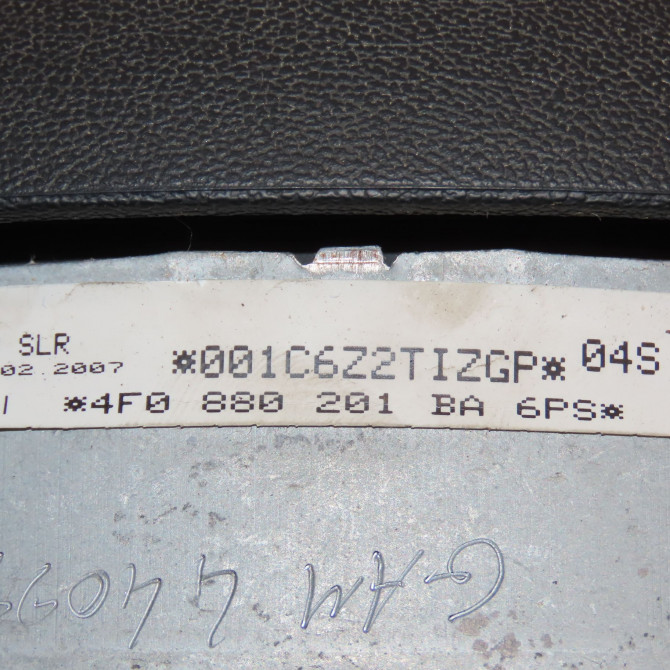 SLR
02 2007
*001C6Z2TIZGP* 04S
*4F0 880 201 BA 6PS*